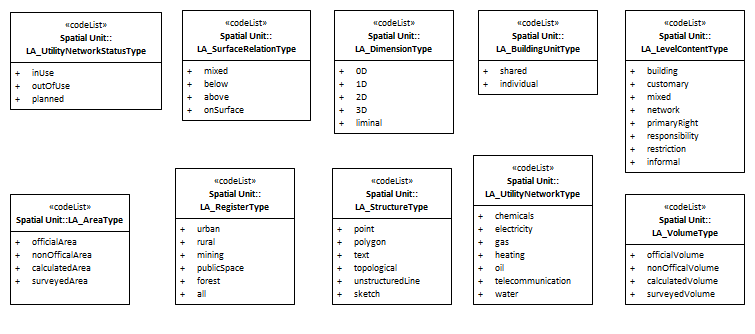 «codeList»
Spatial Unit::
LA_UtilityNetworkStatusType
+ inUse
+ outOfUse
+ planned
«codeList»
Spatial Unit::
LA_SurfaceRelationType
+ mixed
+ below
+ above
+ onSurface
«codeList»
Spatial Unit::
LA_DimensionType
+ 0D
+ 1D
+ 2D
+ 3D
+ liminal
«codeList»
Spatial Unit::
LA_BuildingUnitType
+ shared
+ individual
«codeList»
Spatial Unit::
LA_LevelContentType
+ building
+ customary
+ mixed
+ network
+ primaryRight
+ responsibility
+ restriction
+ informal
«codeList»
Spatial Unit::LA_AreaType
+ officialArea
+ nonOfficalArea
+ calculatedArea
+ surveyedArea
«codeList»
Spatial Unit::
LA_RegisterType
+ urban
+ rural
+ mining
+ publicSpace
+ forest
+ all
«codeList»
Spatial Unit::
LA_StructureType
+ point
+ polygon
+ text
+ topological
+ unstructuredLine
+ sketch
«codeList»
Spatial Unit::
LA_UtilityNetworkType
+ chemicals
+ electricity
+ gas
+ heating
+ oil
+ telecommunication
+ water
«codeList»
Spatial Unit::
LA_VolumeType
+ officialVolume
+ nonOfficalVolume
+ calculatedVolume
+ surveyedVolume